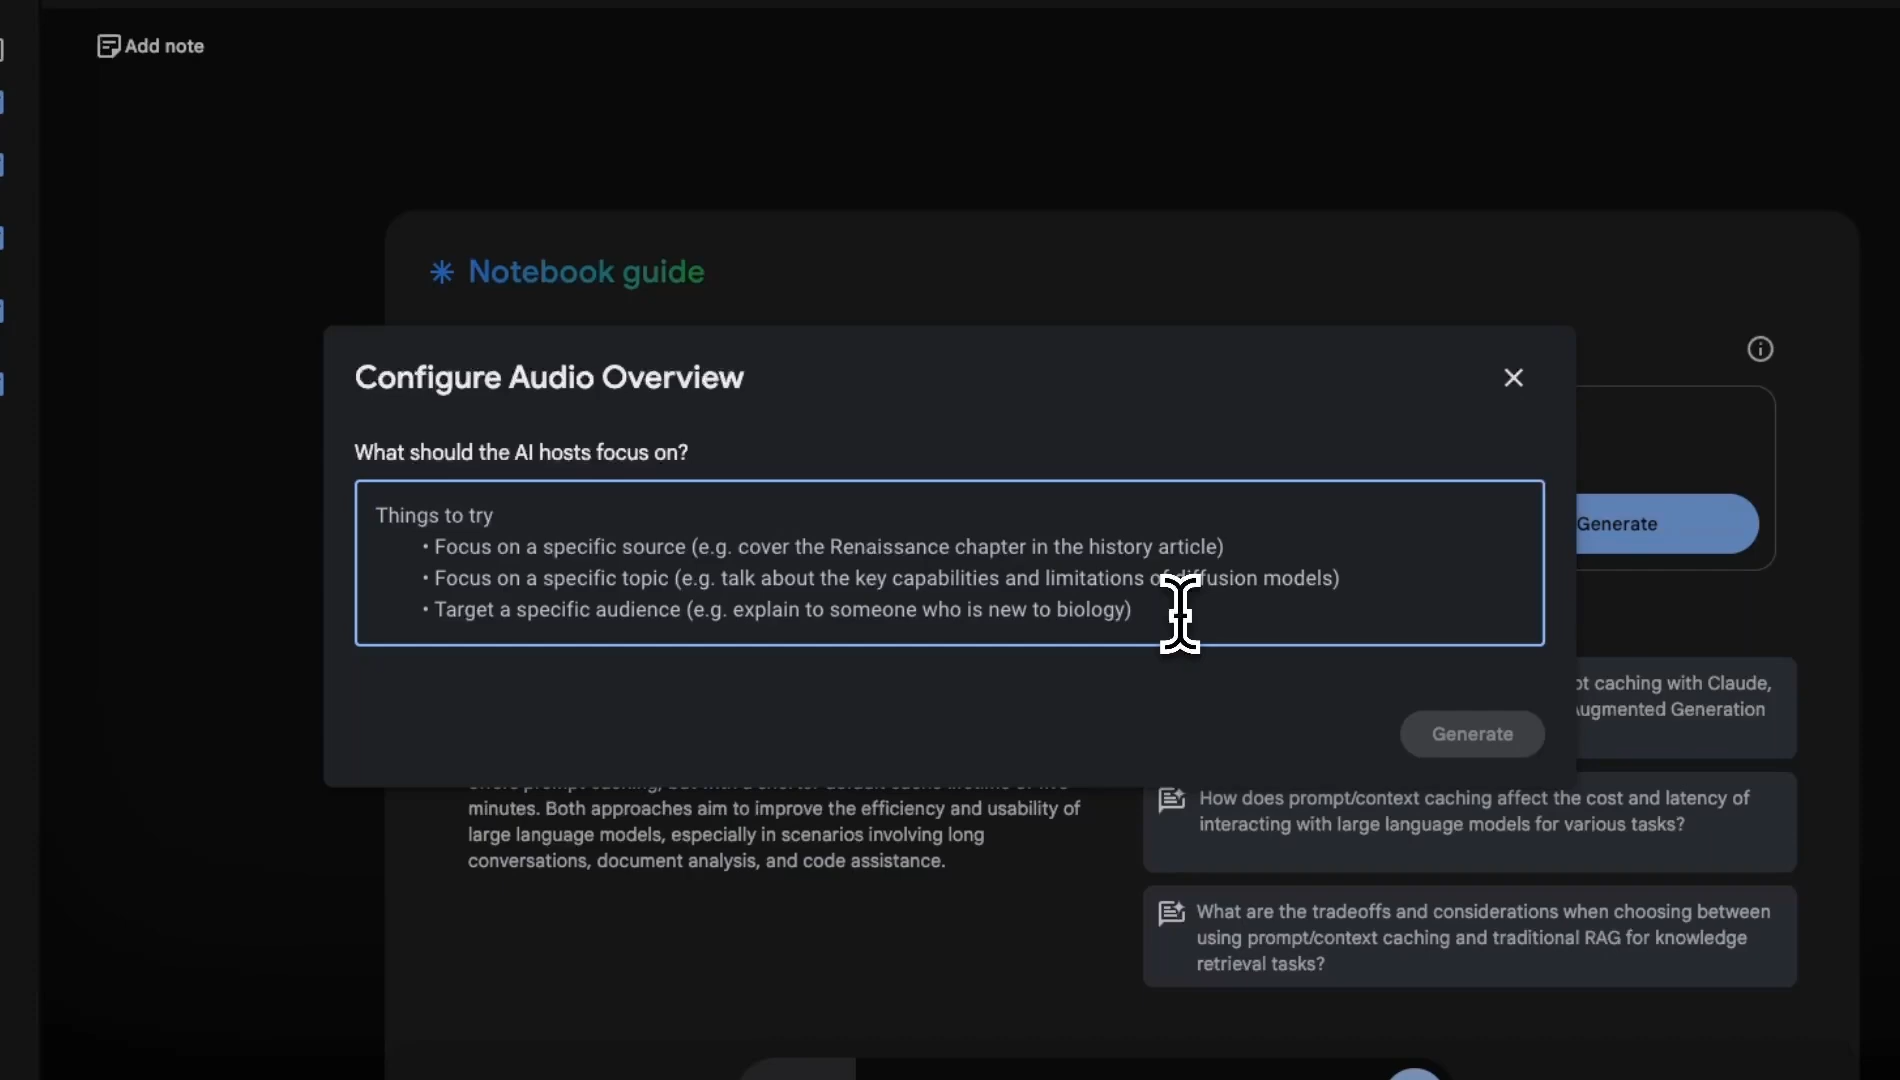 Add note
Notebook guide
Configure Audio Overview
What should the AI hosts focus on?
Things to try
• Focus on a specific source (e.g. cover the Renaissance chapter in the history article)
• Focus on a specific topic (e.g. talk about the key capabilities and limitations of diffusion models)
• Target a specific audience (e.g. explain to someone who is new to biology)
Generate
Generate
caching with Claude,
Augmented Generation
minutes. Both approaches aim to improve the efficiency and usability of
large language models, especially in scenarios involving long
conversations, document analysis, and code assistance.
How does prompt/context caching affect the cost and latency of
interacting with large language models for various tasks?
What are the tradeoffs and considerations when choosing between
using prompt/context caching and traditional RAG for knowledge
retrieval tasks?